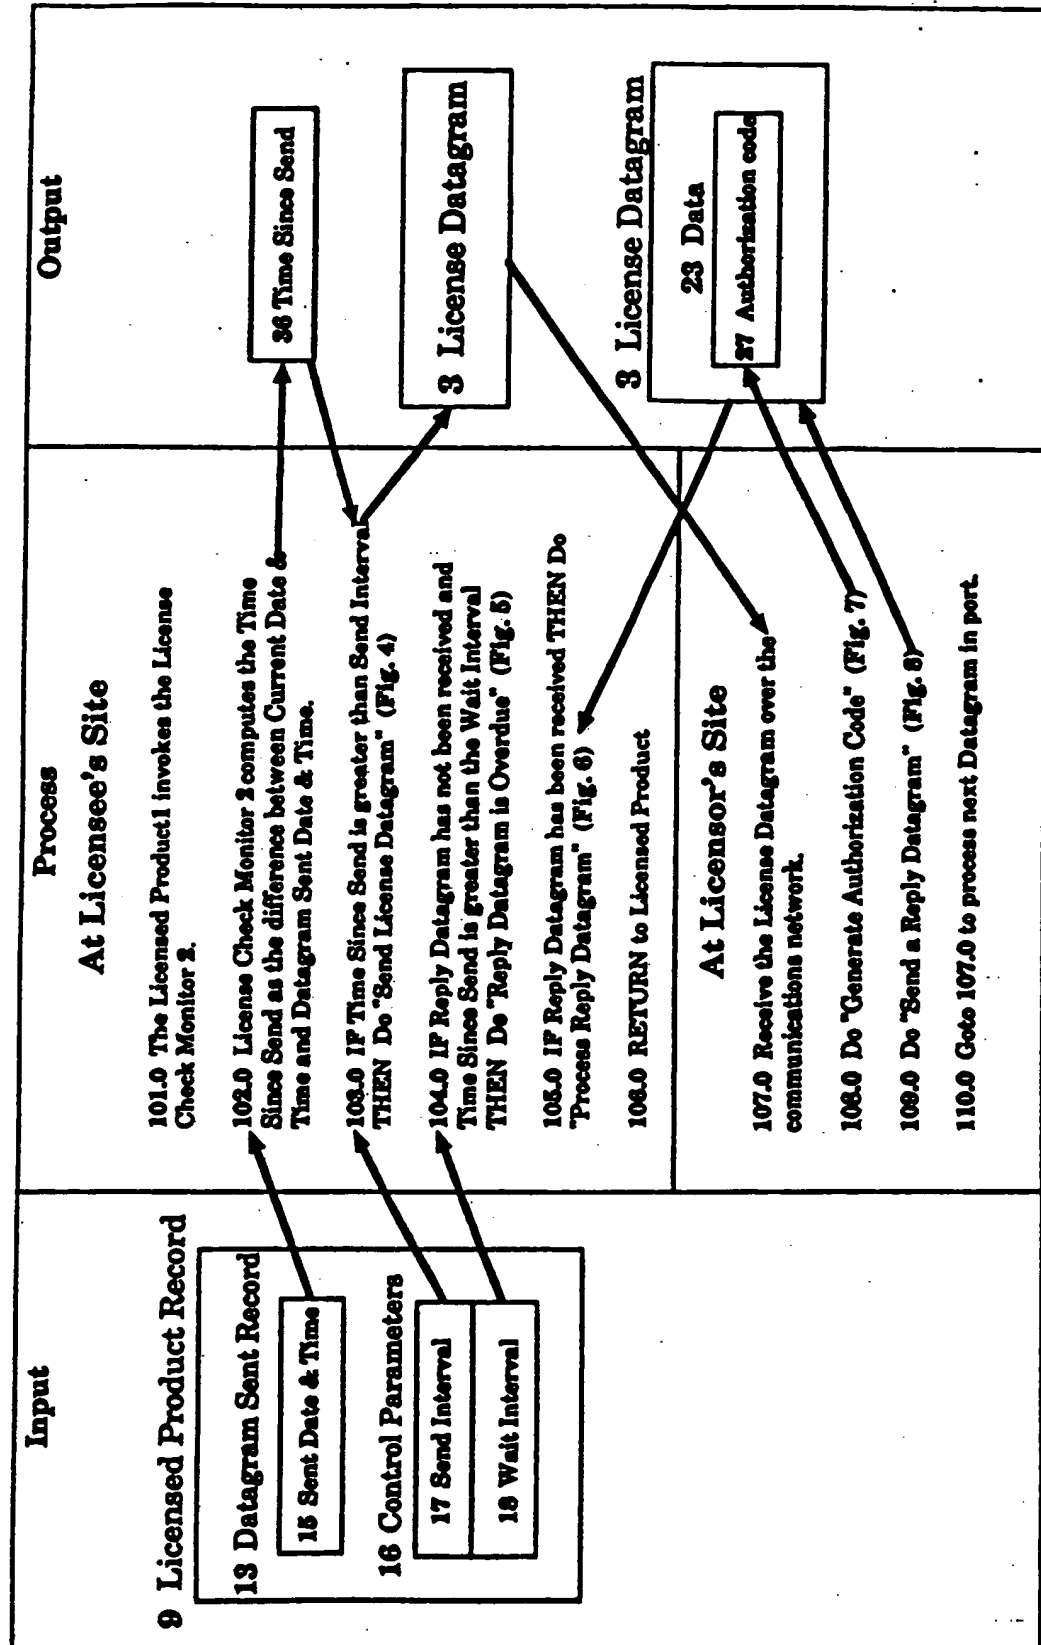 Input
9 Licensed Product Record
13 Datagram Sent Record
15 Sent Date & Time
16 Control Parameters
17 Send Interval
18 Wait Interval
Process
At Licensee's Site
101.0 The Licensed Product1 invokes the License
Check Monitor 2.
102.0 License Check Monitor 2 computes the Time
Since Send as the difference between Current Date &
Time and Datagram Sent Date & Time.
103.0 IF Time Since Send is greater than Send Interval
THEN Do "Send License Datagram" (Fig. 4)
104.0 IF Reply Datagram has not been received and
Time Since Send is greater than the Wait Interval
THEN Do "Reply Datagram is Overdue" (Fig. 5)
105.0 IF Reply Datagram has been received THEN Do
"Process Reply Datagram" (Fig. 6)
106.0 RETURN to Licensed Product
At Licensor's Site
107.0 Receive the License Datagram over the
communications network.
108.0 Do "Generate Authorization Code" (Fig. 7)
109.0 Do "Send a Reply Datagram" (Fig. 8)
110.0 Goto 107.0 to process next Datagram in port.
Output
36 Time Since Send
3 License Datagram
3 License Datagram
23 Data
27 Authorization code